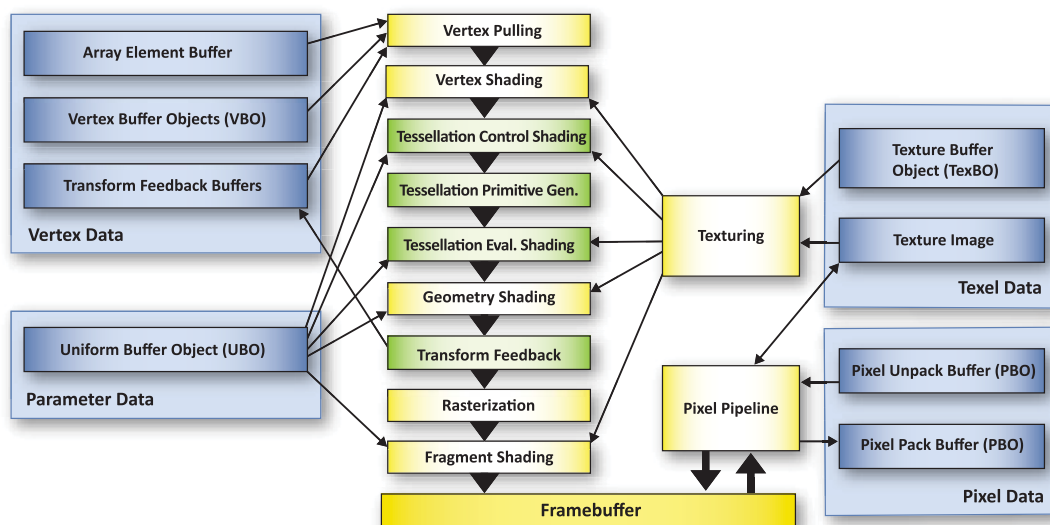 Array Element Buffer
Vertex Buffer Objects (VBO)
Transform Feedback Buffers
Vertex Data
Uniform Buffer Object (UBO)
Parameter Data
Vertex Pulling
Vertex Shading
Tessellation Control Shading
Tessellation Primitive Gen.
Tessellation Eval. Shading
Geometry Shading
Transform Feedback
Rasterization
Fragment Shading
Framebuffer
Texturing
Pixel Pipeline
Texture Buffer
Object (TexBO)
Texture Image
Texel Data
Pixel Unpack Buffer (PBO)
Pixel Pack Buffer (PBO)
Pixel Data